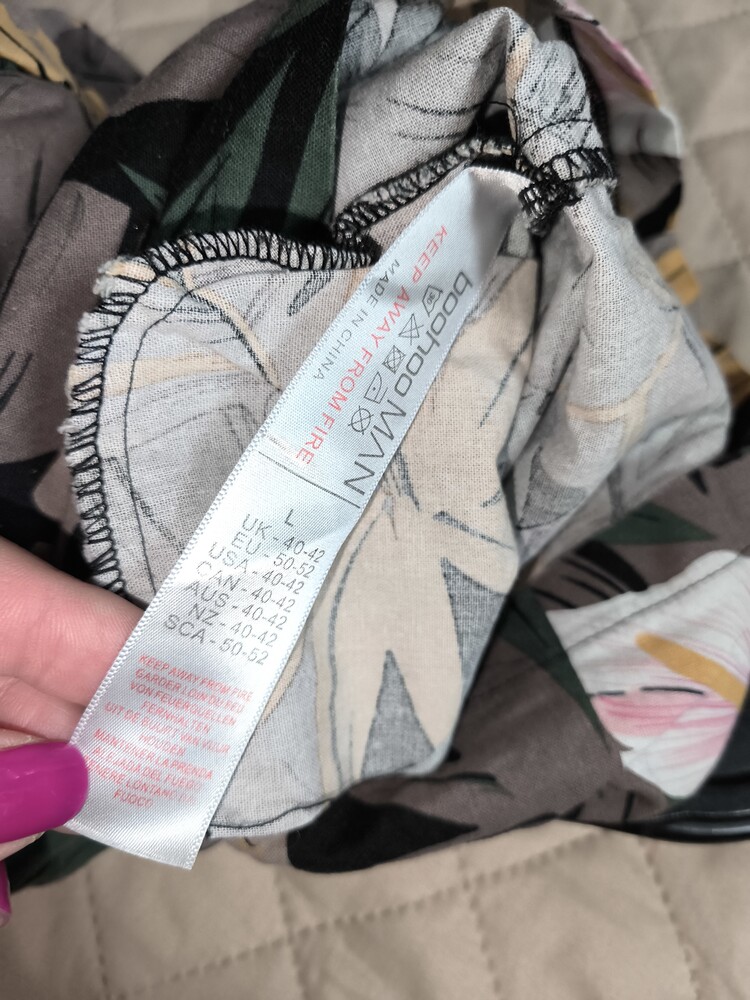 boohooMAN
KEEP AWAY FROM FIRE
MADE IN CHINA
L
UK - 40-42
EU - 50-52
USA - 40-42
CAN - 40-42
AUS - 40-42
NZ - 40-42
SCA - 50-52
KEEP AWAY FROM FIRE
GARDER LOIN DU FEU
VON FEUERQUELLEN
FERNHALTEN
UIT DE BUURT VAN VUUR
HOUDEN
MANTENER LA PRENDA
ALEJADA DEL FUEGO
LONTANO
FUOCO